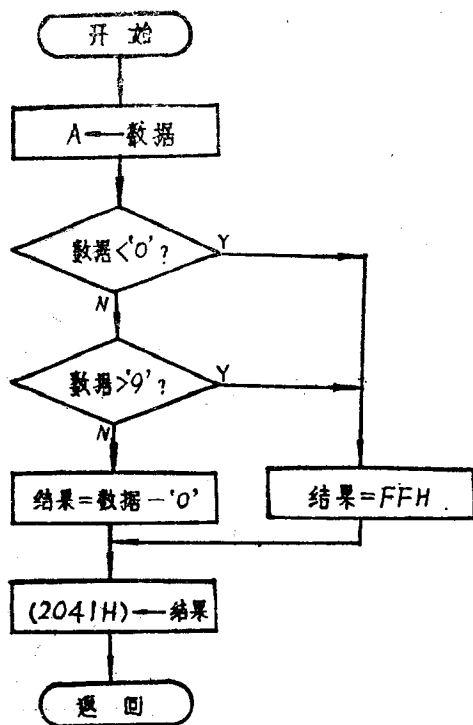 开始
A←数据
数据<'0'?
Y
N
数据>'9'?
Y
N
结果=数据-'0'
结果=FFH
(2041H)←结果
返回